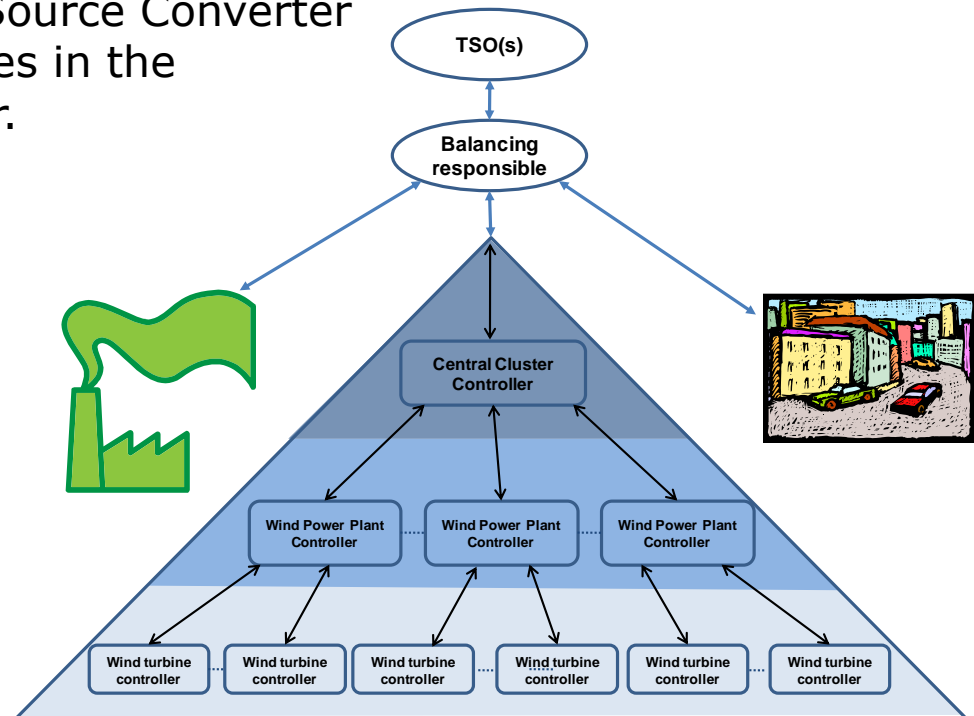 Source Converter
es in the
r.
TSO(s)
Balancing
responsible
Central Cluster
Controller
Wind Power Plant
Controller
Wind Power Plant
Controller
Wind Power Plant
Controller
Wind turbine
controller
Wind turbine
controller
Wind turbine
controller
Wind turbine
controller
Wind turbine
controller
Wind turbine
controller